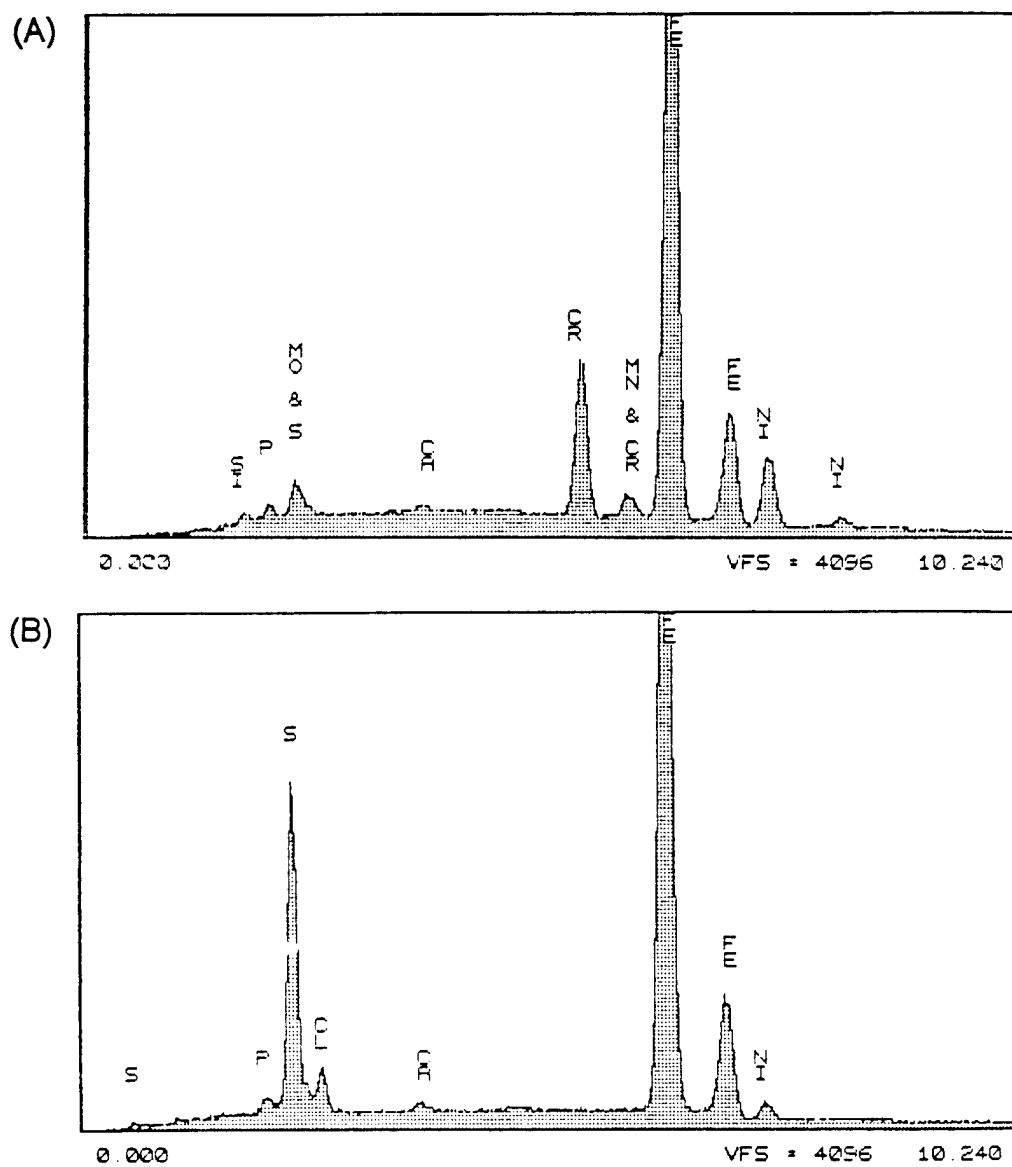 (A)
FE
CR
MO & S
MN & CR
FE
NI
P
CA
SI
NI
0.000 VFS = 4096 10.240
(B)
FE
S
FE
CL
P
CA
NI
S
0.000 VFS = 4096 10.240